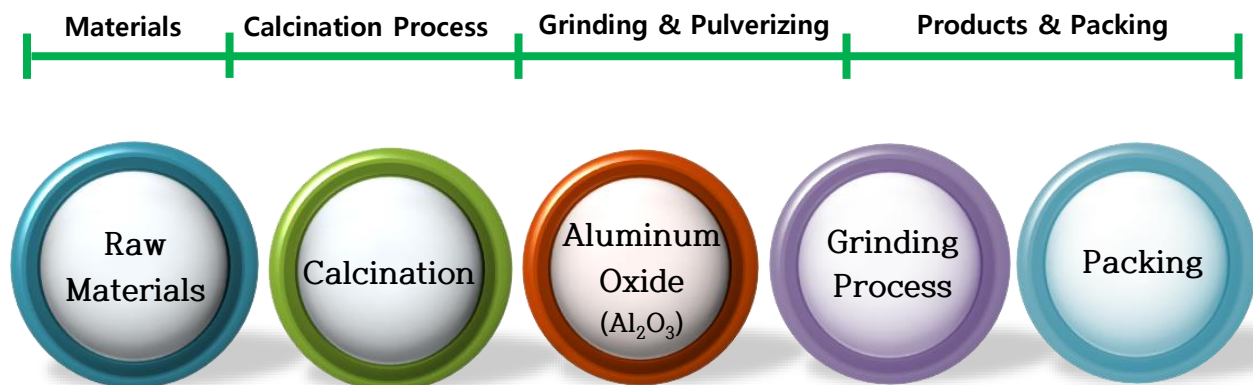 Materials
Calcination Process
Grinding & Pulverizing
Products & Packing
Raw
Materials
Calcination
Aluminum
Oxide
(Al₂O₃)
Grinding
Process
Packing